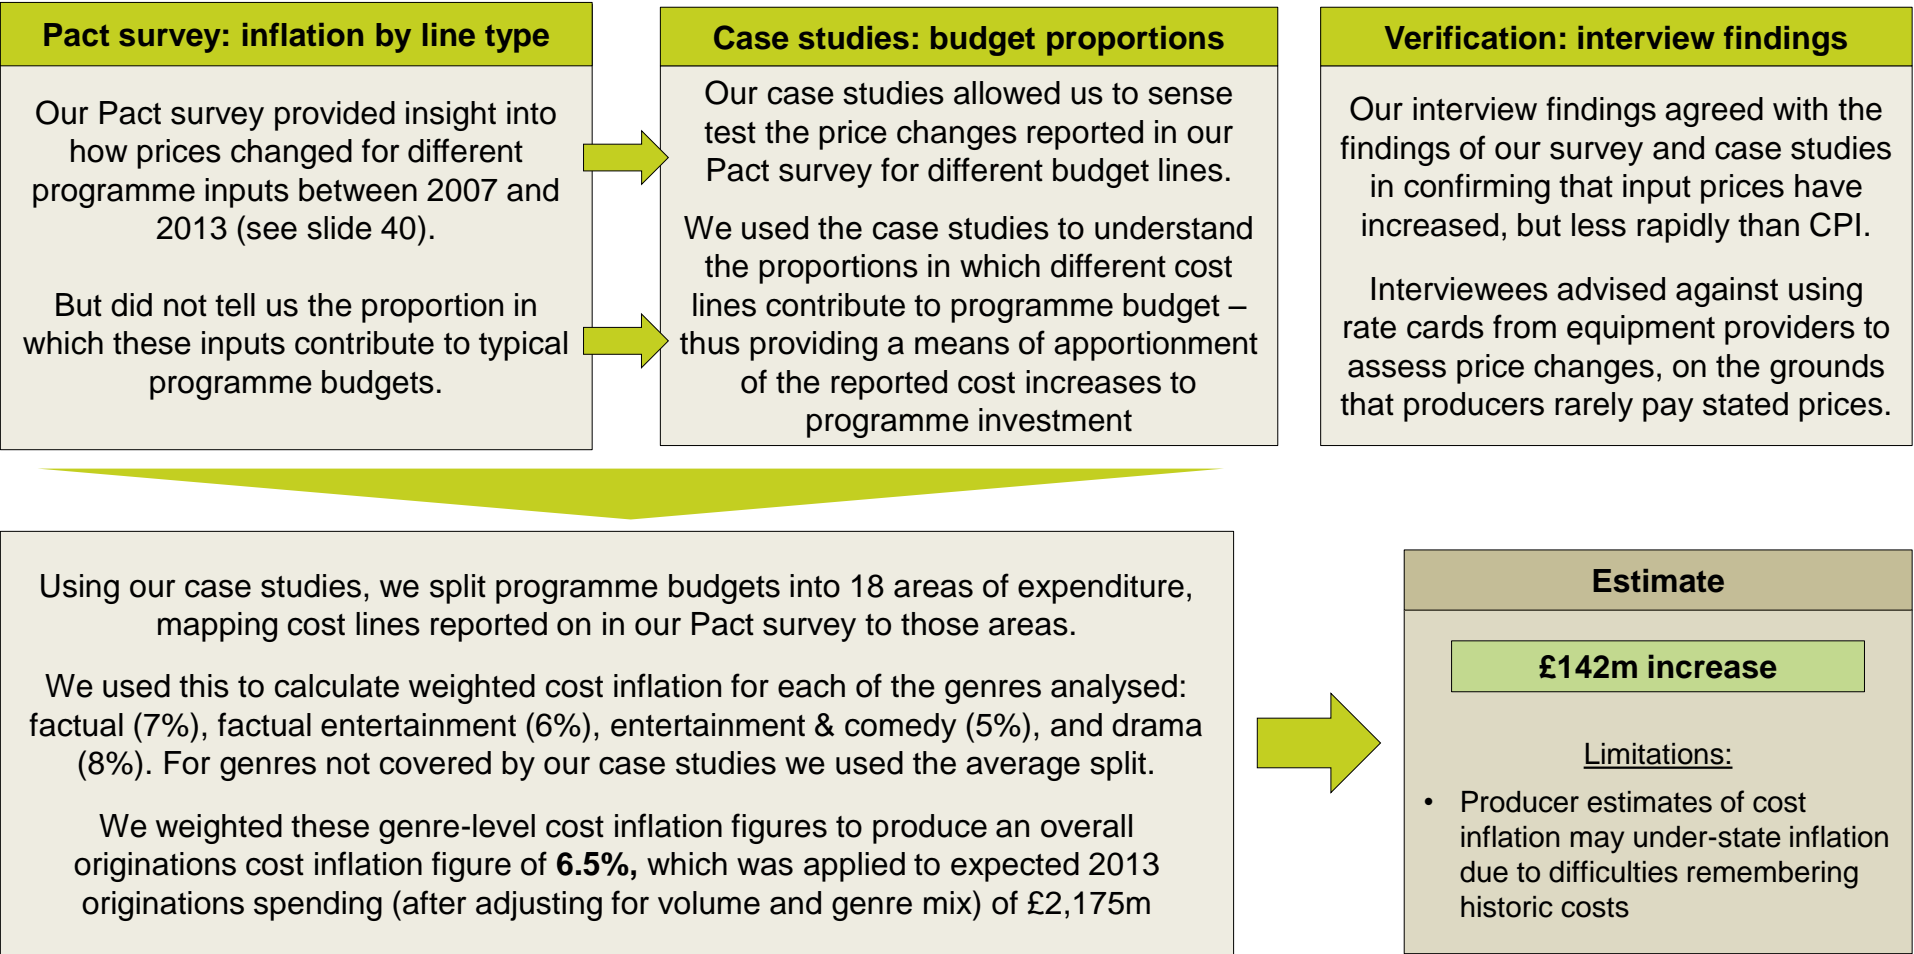 Pact survey: inflation by line type
Our Pact survey provided insight into
how prices changed for different
programme inputs between 2007 and
2013 (see slide 40).
But did not tell us the proportion in
which these inputs contribute to typical
programme budgets.
Case studies: budget proportions
Our case studies allowed us to sense
test the price changes reported in our
Pact survey for different budget lines.
We used the case studies to understand
the proportions in which different cost
lines contribute to programme budget –
thus providing a means of apportionment
of the reported cost increases to
programme investment
Verification: interview findings
Our interview findings agreed with the
findings of our survey and case studies
in confirming that input prices have
increased, but less rapidly than CPI.
Interviewees advised against using
rate cards from equipment providers to
assess price changes, on the grounds
that producers rarely pay stated prices.
Using our case studies, we split programme budgets into 18 areas of expenditure,
mapping cost lines reported on in our Pact survey to those areas.
We used this to calculate weighted cost inflation for each of the genres analysed:
factual (7%), factual entertainment (6%), entertainment & comedy (5%), and drama
(8%). For genres not covered by our case studies we used the average split.
We weighted these genre-level cost inflation figures to produce an overall
originations cost inflation figure of 6.5%, which was applied to expected 2013
originations spending (after adjusting for volume and genre mix) of £2,175m
Estimate
£142m increase
Limitations:
• Producer estimates of cost
inflation may under-state inflation
due to difficulties remembering
historic costs